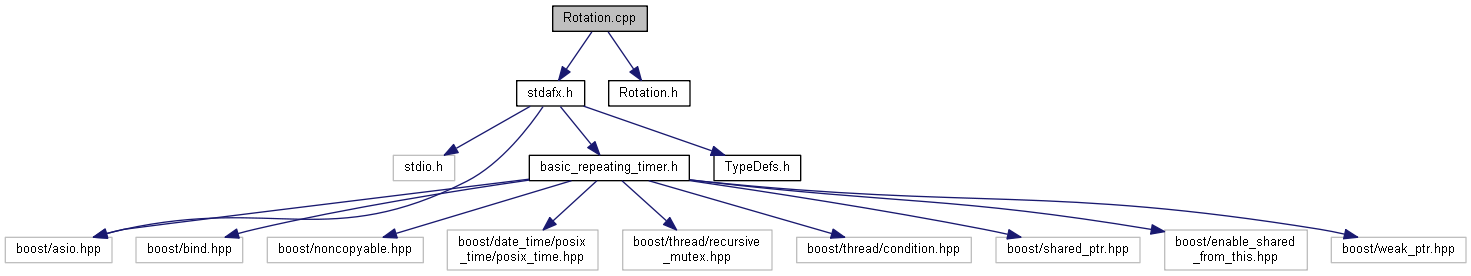 Rotation.cpp
stdafx.h
Rotation.h
stdio.h
basic_repeating_timer.h
TypeDefs.h
boost/asio.hpp
boost/bind.hpp
boost/noncopyable.hpp
boost/date_time/posix
_time/posix_time.hpp
boost/thread/recursive
_mutex.hpp
boost/thread/condition.hpp
boost/shared_ptr.hpp
boost/enable_shared
_from_this.hpp
boost/weak_ptr.hpp